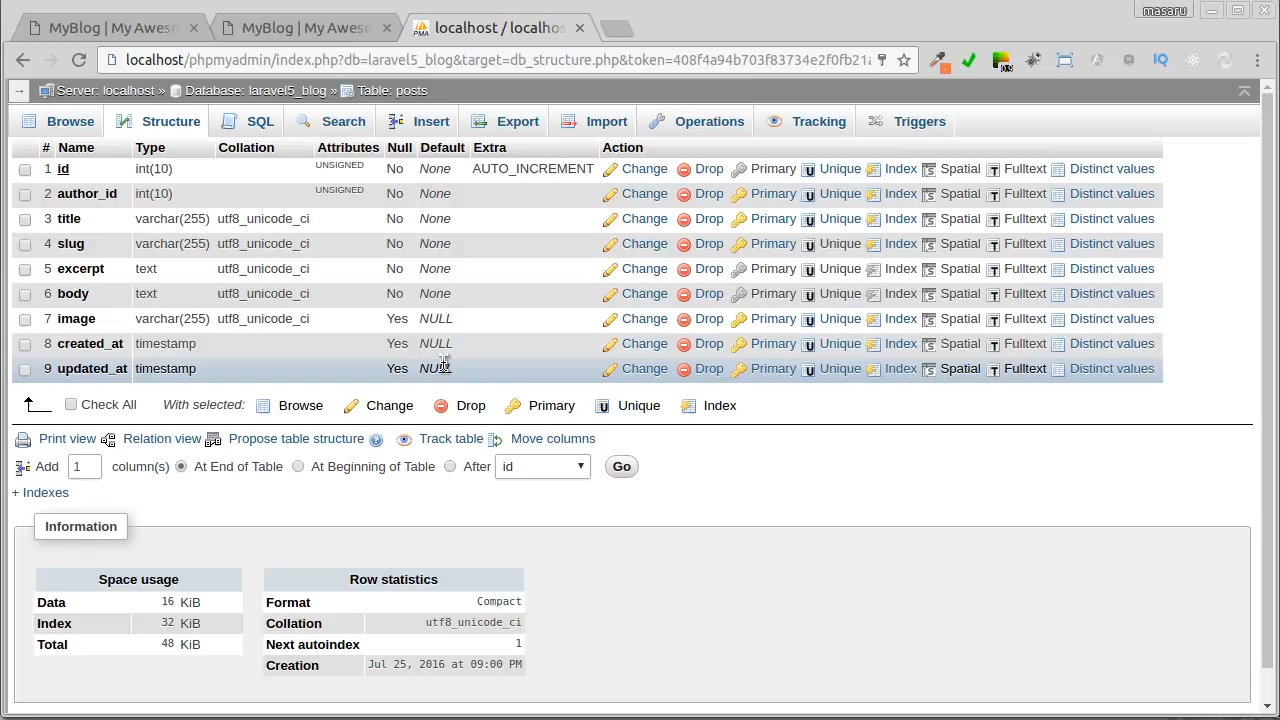 masaru
MyBlog | My Aweso
MyBlog | My Aweso
localhost / localhos
localhost/phpmyadmin/index.php?db=laravel5_blog&target=db_structure.php&token=408f4a94b703f83734e2f0fb21a
Server: localhost » Database: laravel5_blog » Table: posts
Browse Structure SQL Search Insert Export Import Operations Tracking Triggers
# Name Type Collation Attributes Null Default Extra Action
1 id int(10) UNSIGNED No None AUTO_INCREMENT Change Drop Primary Unique Index Spatial Fulltext Distinct values
2 author_id int(10) UNSIGNED No None Change Drop Primary Unique Index Spatial Fulltext Distinct values
3 title varchar(255) utf8_unicode_ci No None Change Drop Primary Unique Index Spatial Fulltext Distinct values
4 slug varchar(255) utf8_unicode_ci No None Change Drop Primary Unique Index Spatial Fulltext Distinct values
5 excerpt text utf8_unicode_ci No None Change Drop Primary Unique Index Spatial Fulltext Distinct values
6 body text utf8_unicode_ci No None Change Drop Primary Unique Index Spatial Fulltext Distinct values
7 image varchar(255) utf8_unicode_ci Yes NULL Change Drop Primary Unique Index Spatial Fulltext Distinct values
8 created_at timestamp Yes NULL Change Drop Primary Unique Index Spatial Fulltext Distinct values
9 updated_at timestamp Yes NULL Change Drop Primary Unique Index Spatial Fulltext Distinct values
Check All With selected: Browse Change Drop Primary Unique Index
Print view Relation view Propose table structure Track table Move columns
Add 1 column(s) At End of Table At Beginning of Table After id Go
+ Indexes
Information
Space usage
Data 16 KiB
Index 32 KiB
Total 48 KiB
Row statistics
Format Compact
Collation utf8_unicode_ci
Next autoindex 1
Creation Jul 25, 2016 at 09:00 PM